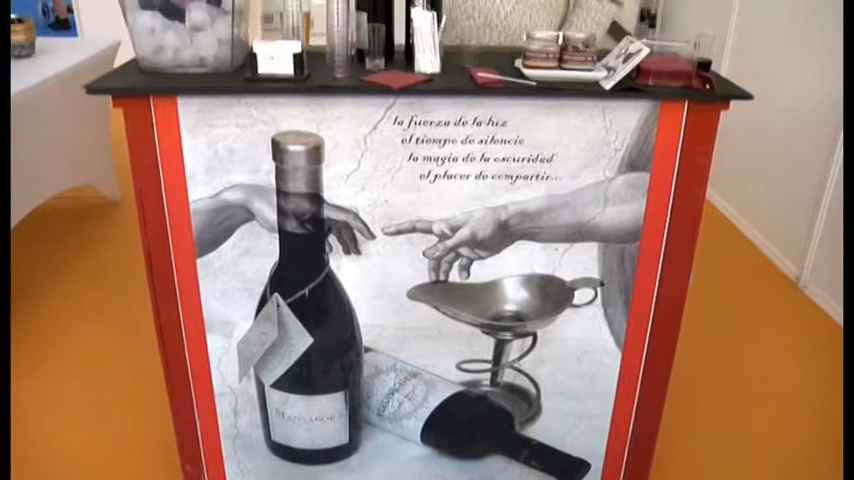 la fuerza de la luz
el tiempo de silencio
la magia de la oscuridad
el placer de compartir...